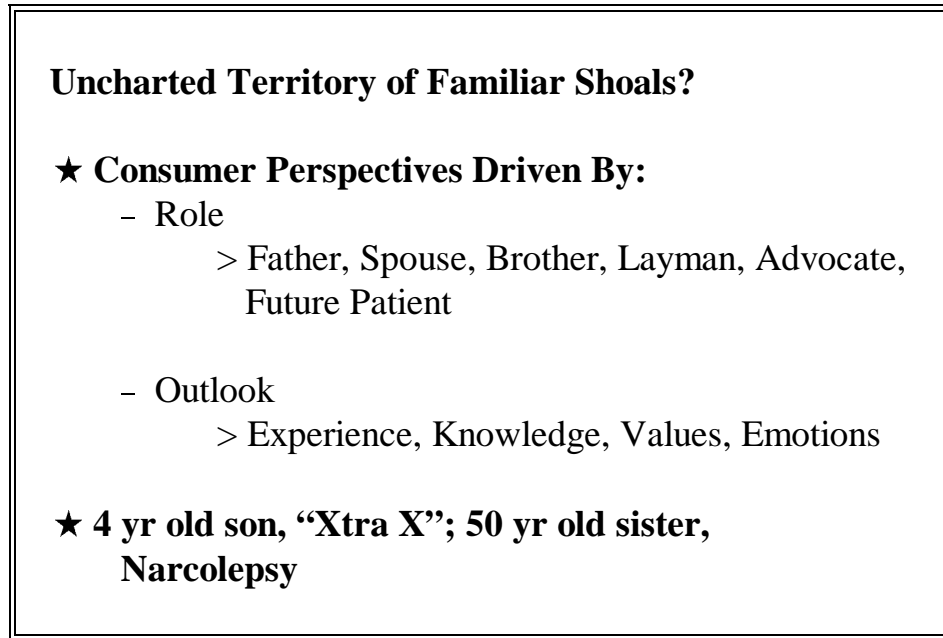 Uncharted Territory of Familiar Shoals?
★ Consumer Perspectives Driven By:
– Role
> Father, Spouse, Brother, Layman, Advocate,
Future Patient
– Outlook
> Experience, Knowledge, Values, Emotions
★ 4 yr old son, “Xtra X”; 50 yr old sister,
Narcolepsy